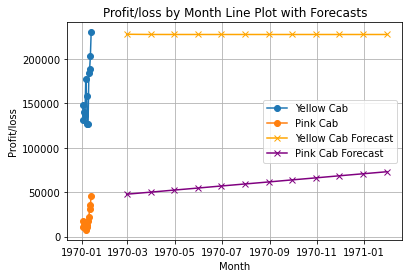 Profit/loss by Month Line Plot with Forecasts
Profit/loss
200000
150000
100000
50000
0
Yellow Cab
Pink Cab
Yellow Cab Forecast
Pink Cab Forecast
1970-01 1970-03 1970-05 1970-07 1970-09 1970-11 1971-01
Month